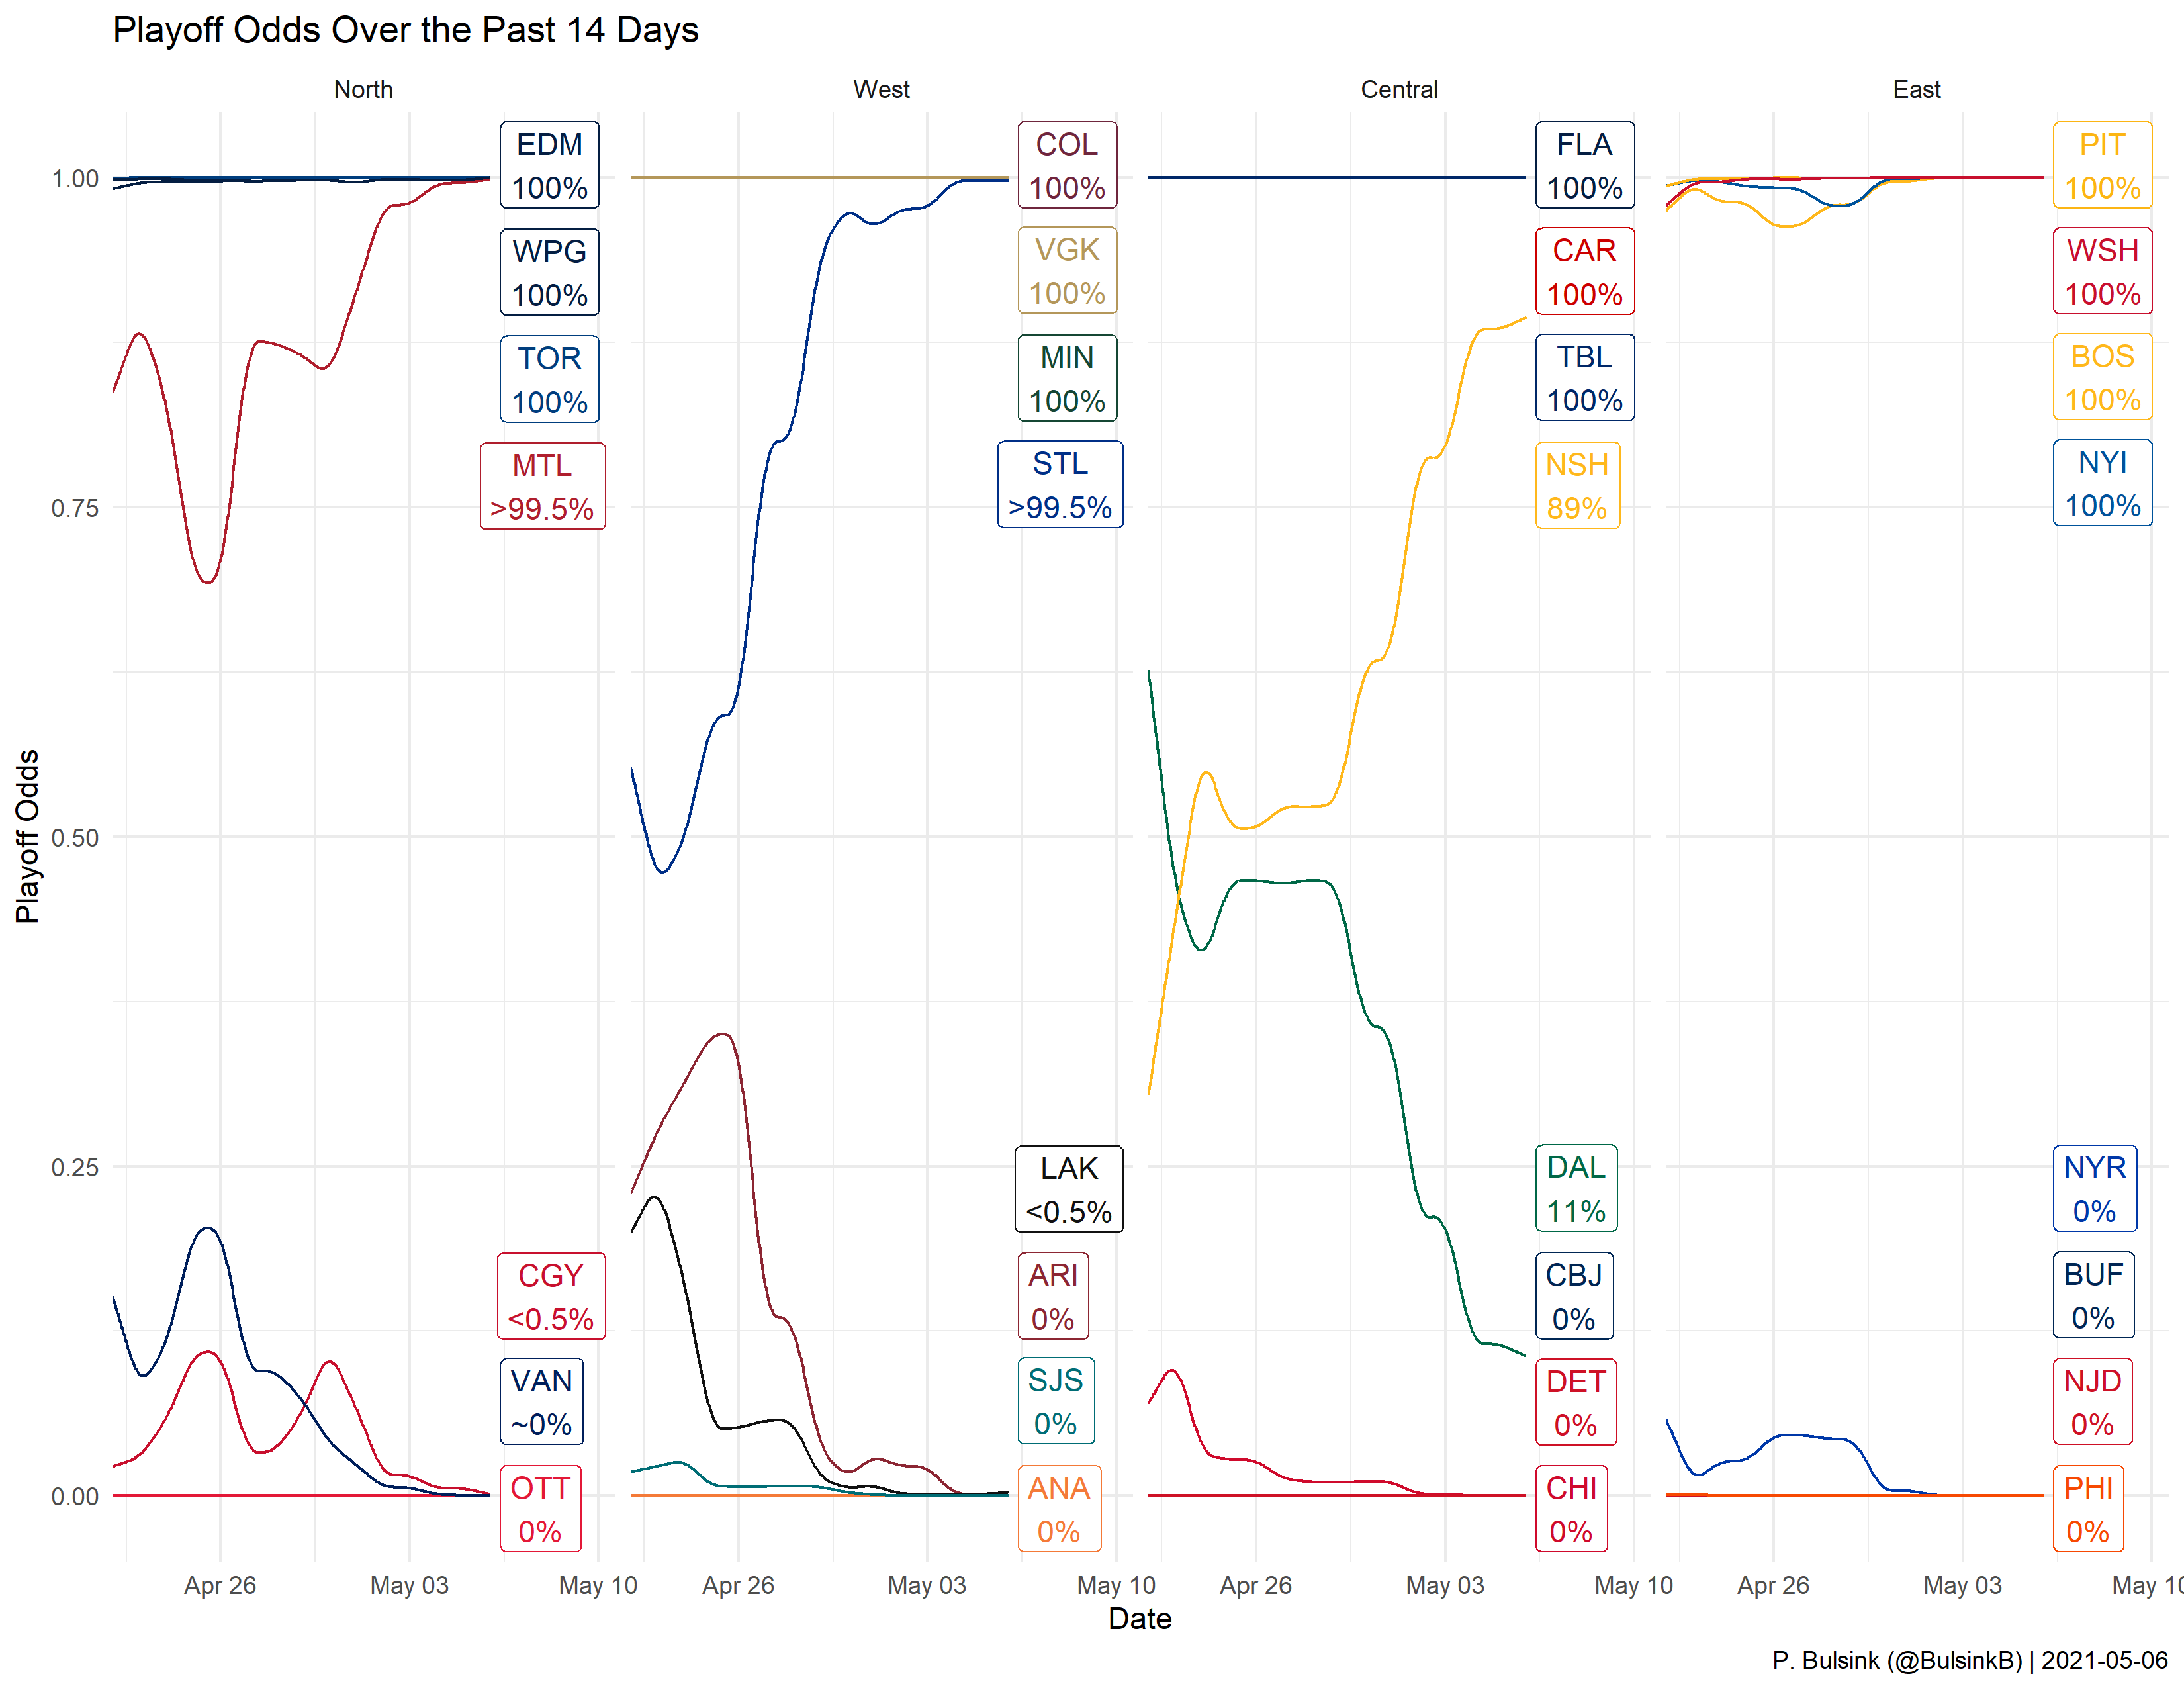 Playoff Odds Over the Past 14 Days
North
West
Central
East
Playoff Odds
1.00
0.75
0.50
0.25
0.00
EDM
100%
WPG
100%
TOR
100%
MTL
>99.5%
CGY
<0.5%
VAN
~0%
OTT
0%
COL
100%
VGK
100%
MIN
100%
STL
>99.5%
LAK
<0.5%
ARI
0%
SJS
0%
ANA
0%
FLA
100%
CAR
100%
TBL
100%
NSH
89%
DAL
11%
CBJ
0%
DET
0%
CHI
0%
PIT
100%
WSH
100%
BOS
100%
NYI
100%
NYR
0%
BUF
0%
NJD
0%
PHI
0%
Apr 26 May 03 May 10
Apr 26 May 03 May 10
Apr 26 May 03 May 10
Apr 26 May 03 May 10
Date
P. Bulsink (@BulsinkB) | 2021-05-06